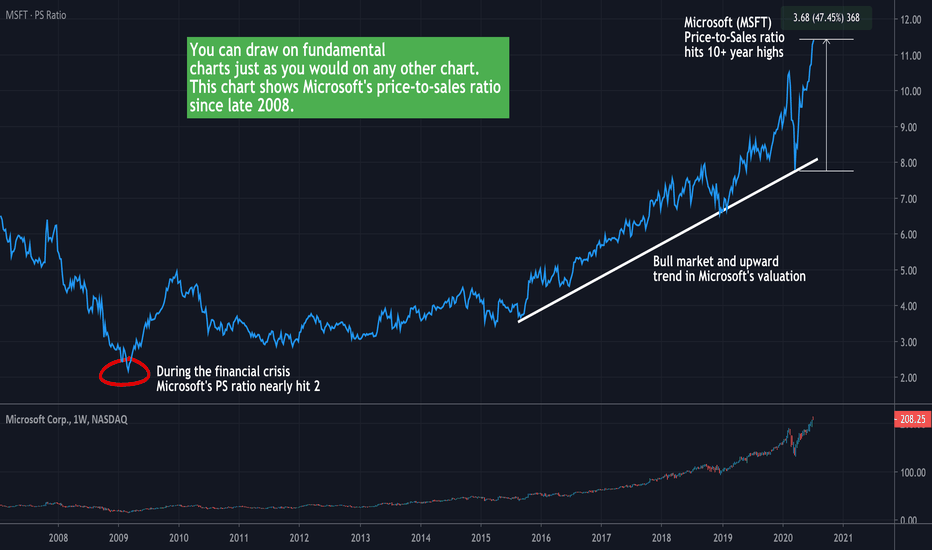 MSFT · PS Ratio
Microsoft (MSFT)
Price-to-Sales ratio
hits 10+ year highs
3.68 (47.45%) 368
You can draw on fundamental
charts just as you would on any other chart.
This chart shows Microsoft's price-to-sales ratio
since late 2008.
12.00
11.00
10.00
9.00
8.00
7.00
6.00
5.00
4.00
3.00
2.00
Bull market and upward
trend in Microsoft's valuation
During the financial crisis
Microsoft's PS ratio nearly hit 2
Microsoft Corp., 1W, NASDAQ
208.25
100.00
0.00
2008 2009 2010 2011 2012 2013 2014 2015 2016 2017 2018 2019 2020 2021